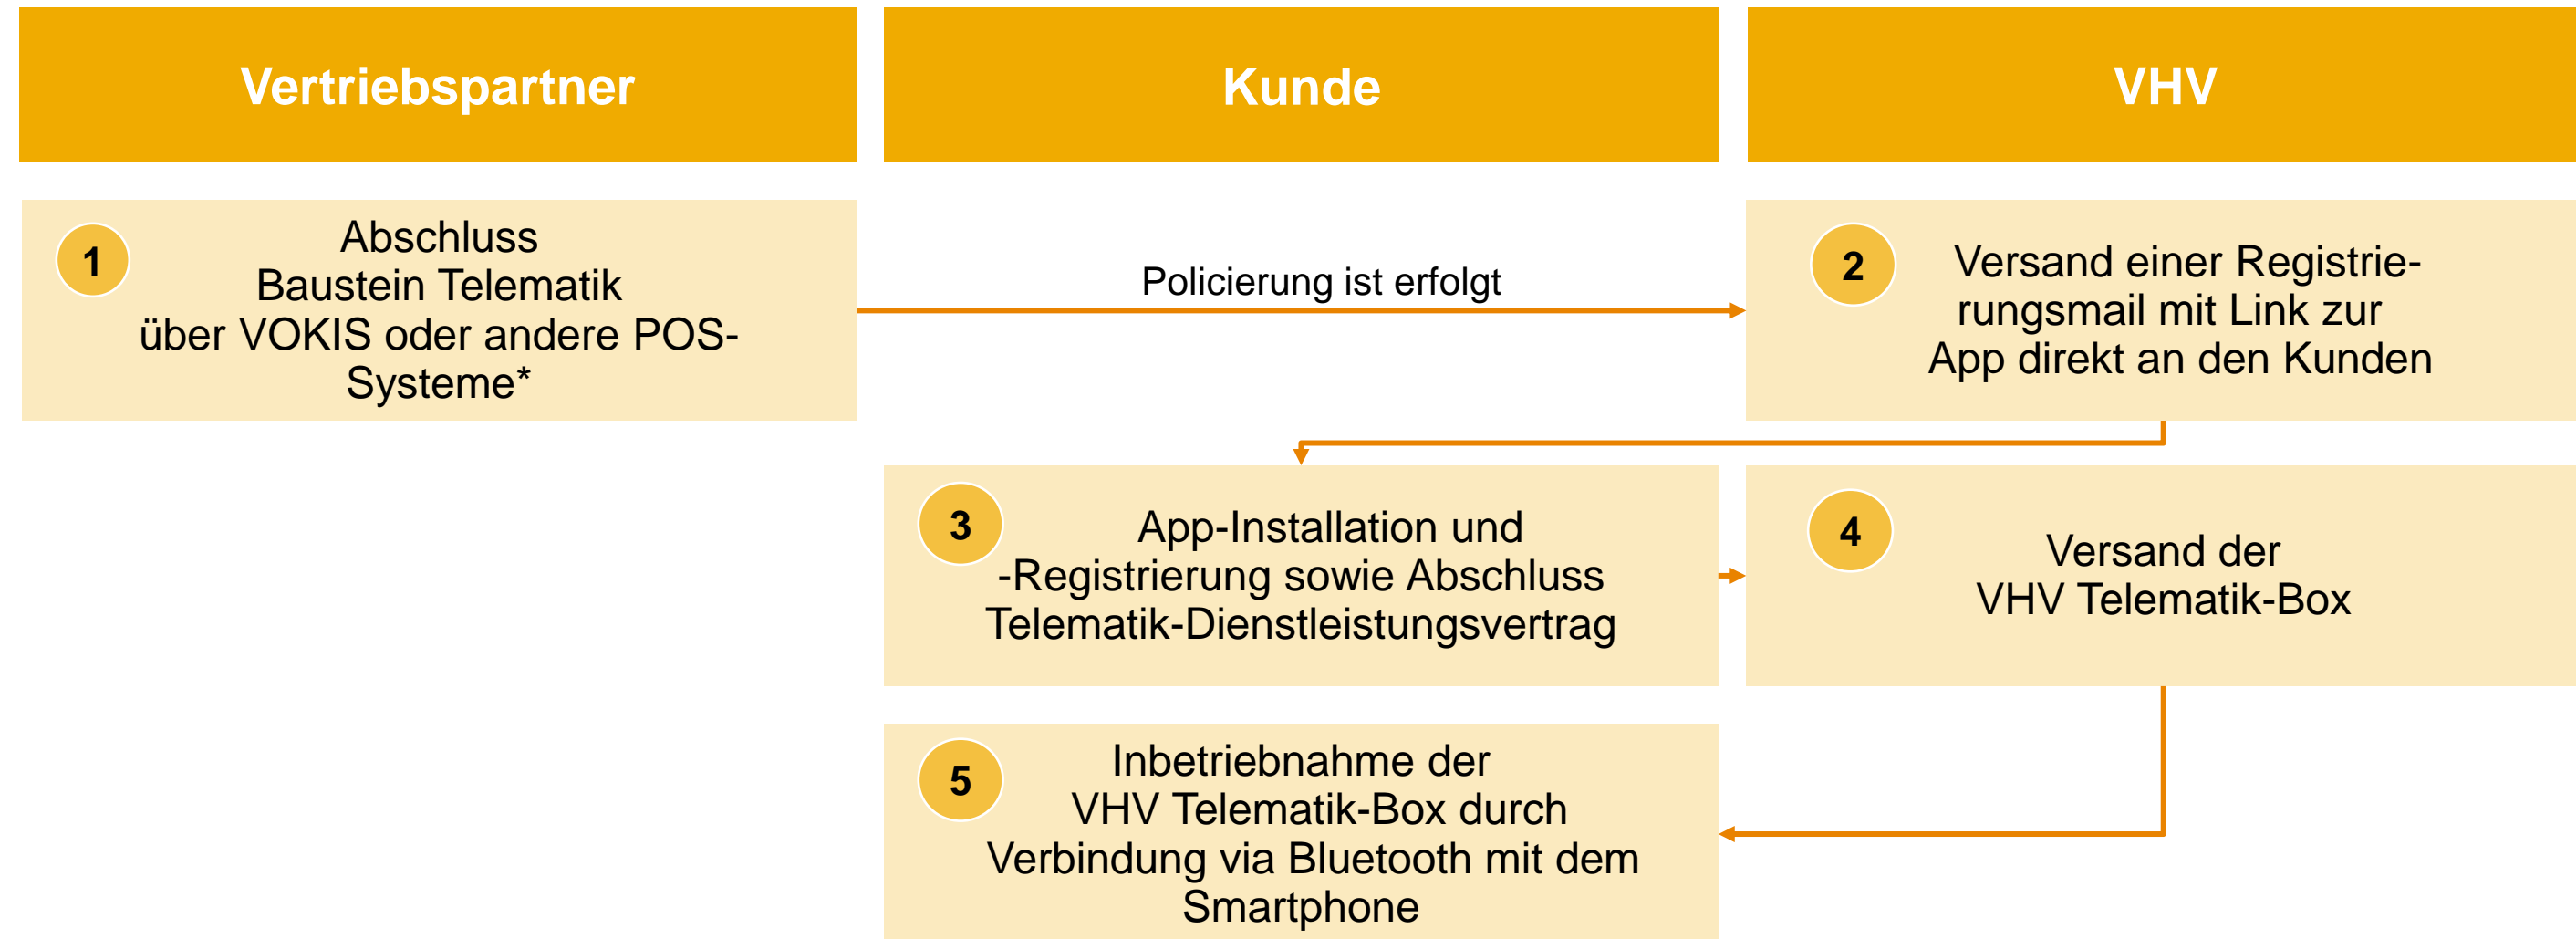 Vertriebspartner
Kunde
VHV
1
Abschluss
Baustein Telematik
über VOKIS oder andere POS-
Systeme*
Policierung ist erfolgt
2
Versand einer Registrie-
rungsmail mit Link zur
App direkt an den Kunden
3
App-Installation und
-Registrierung sowie Abschluss
Telematik-Dienstleistungsvertrag
4
Versand der
VHV Telematik-Box
5
Inbetriebnahme der
VHV Telematik-Box durch
Verbindung via Bluetooth mit dem
Smartphone